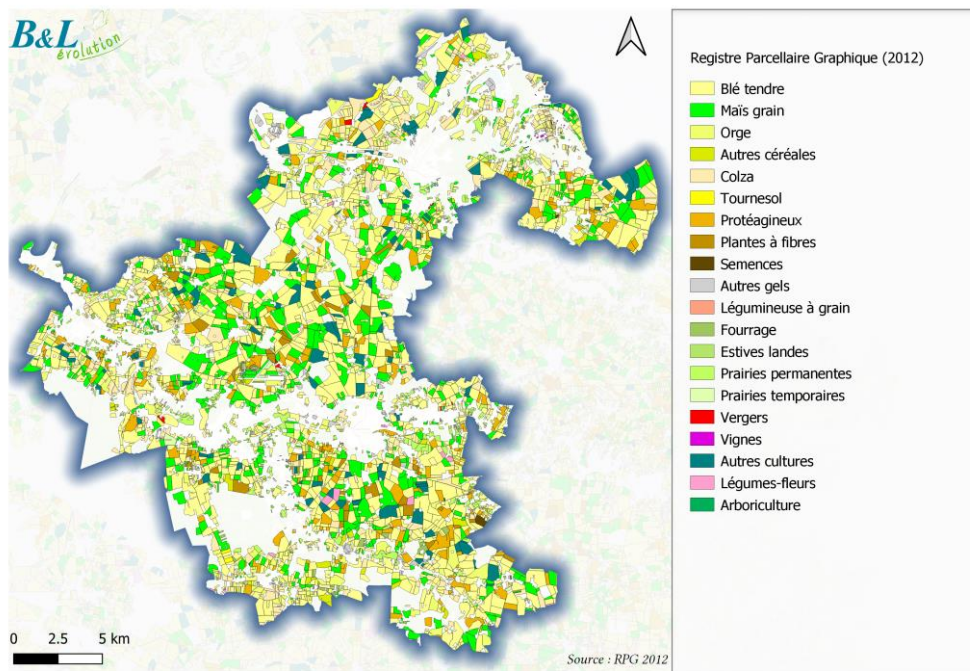 B&L
évolution
Registre Parcellaire Graphique (2012)
Blé tendre
Maïs grain
Orge
Autres céréales
Colza
Tournesol
Protéagineux
Plantes à fibres
Semences
Autres gels
Légumineuse à grain
Fourrage
Estives landes
Prairies permanentes
Prairies temporaires
Vergers
Vignes
Autres cultures
Légumes-fleurs
Arboriculture
0 2.5 5 km
Source : RPG 2012